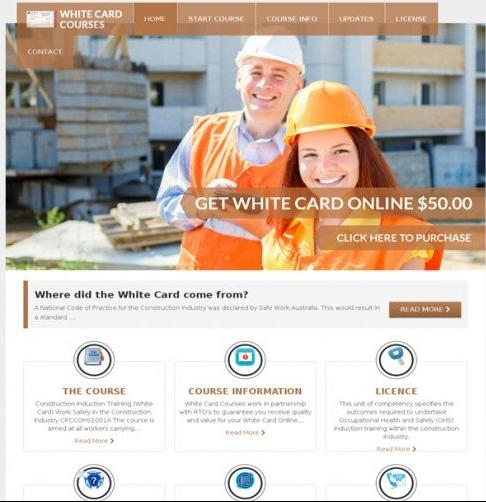 WHITE CARD
COURSES
HOME
START COURSE
COURSE INFO
UPDATES
LICENSE
CONTACT
GET WHITE CARD ONLINE $50.00
CLICK HERE TO PURCHASE
Where did the White Card come from?
A National Code of Practice for the Construction Industry was declared by Safe Work Australia. This would result in
a standard ....
READ MORE
THE COURSE
Construction Induction Training (White
Card) Work Safely in the Construction
Industry CPCCOHS1001A The course is
aimed at all workers carrying....
Read More
COURSE INFORMATION
White Card Courses work in partnership
with RTO's to guarantee you receive quality
and value for your White Card Online....
Read More
LICENCE
This unit of competency specifies the
outcomes required to undertake
Occupational Health and Safety (OHS)
induction training within the construction
industry.
Read More